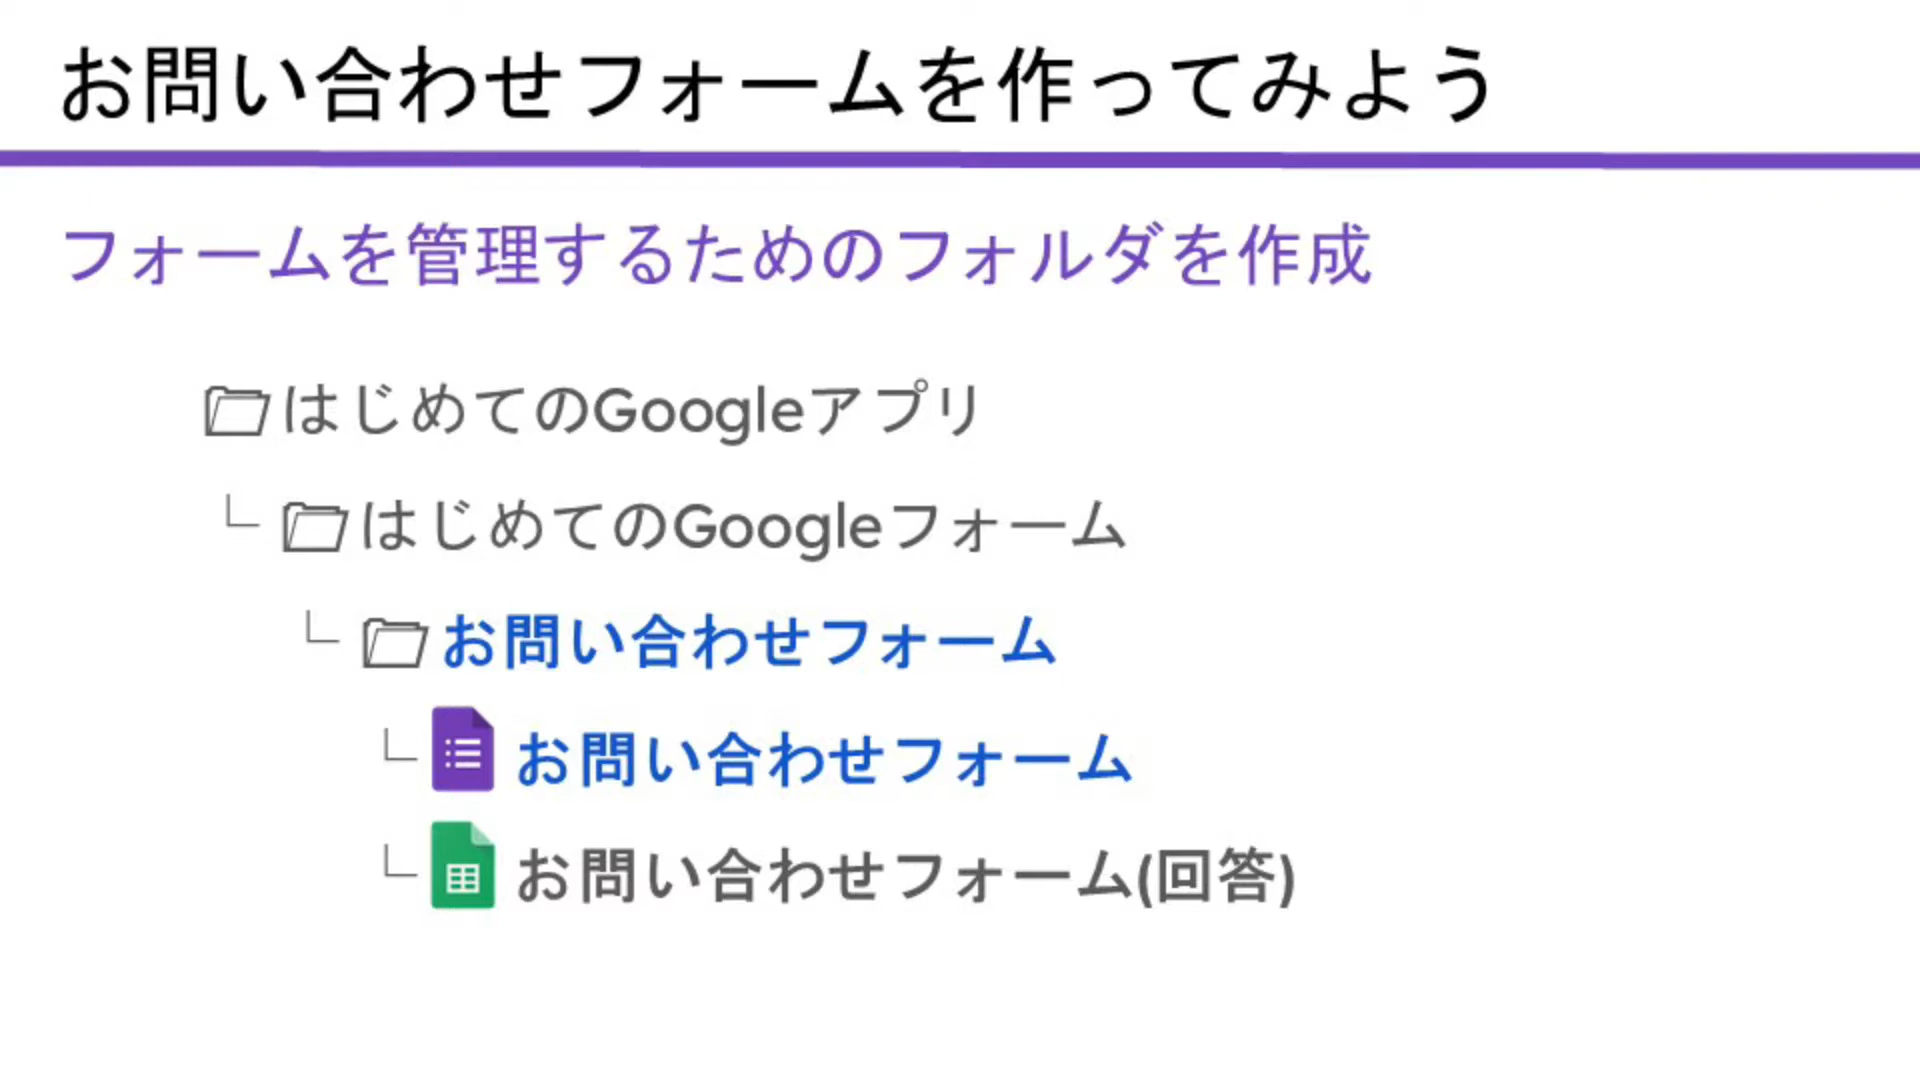 お問い合わせフォームを作ってみよう
フォームを管理するためのフォルダを作成
はじめてのGoogleアプリ
はじめてのGoogleフォーム
お問い合わせフォーム
お問い合わせフォーム
お問い合わせフォーム(回答)